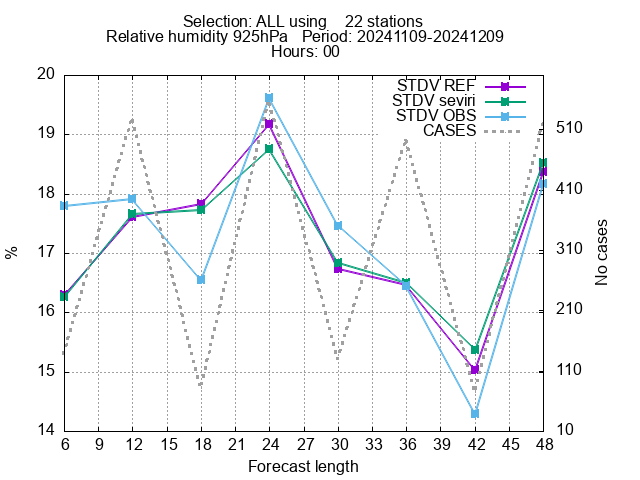 Selection: ALL using    22 stations
Relative humidity 925hPa   Period: 20241109-20241209
Hours: 00
STDV REF
STDV seviri
STDV OBS
CASES
20
19
18
17
16
15
14
%
510
410
310
210
110
10
No cases
6 9 12 15 18 21 24 27 30 33 36 39 42 45 48
Forecast length